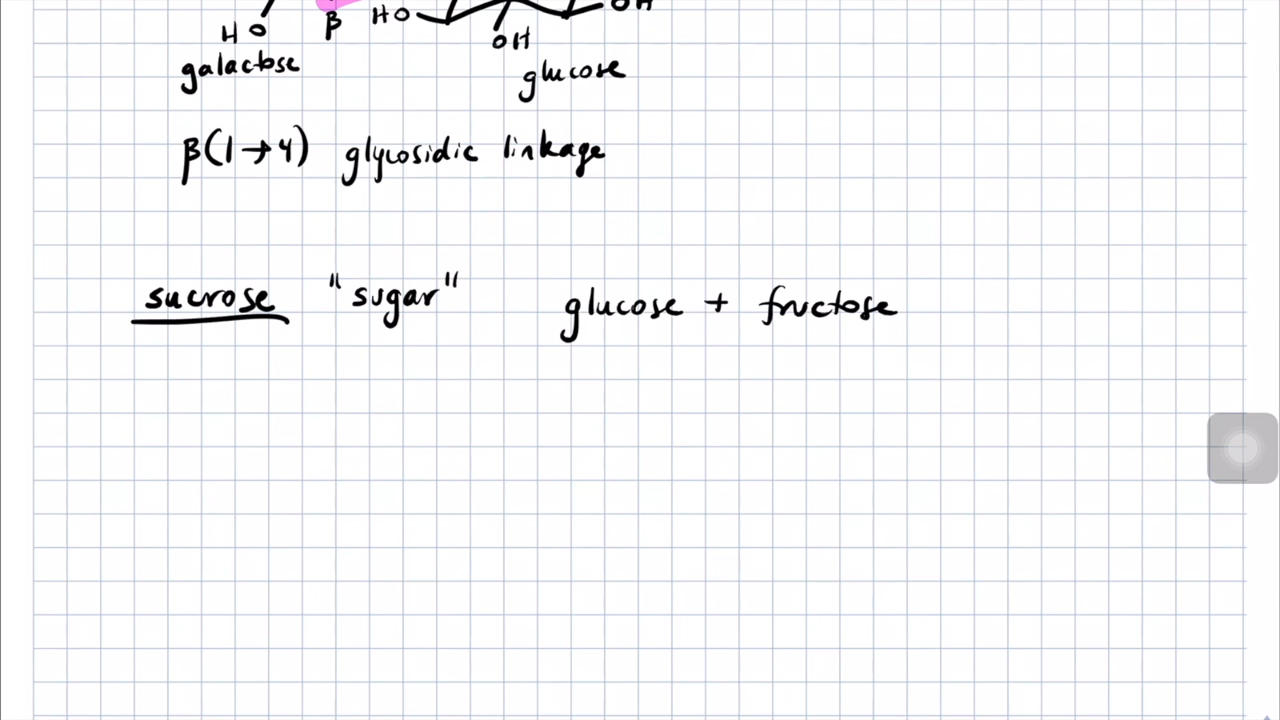 HO β HO OH OH
galactose glucose
β(1→4) glycosidic linkage
sucrose "sugar" glucose + fructose